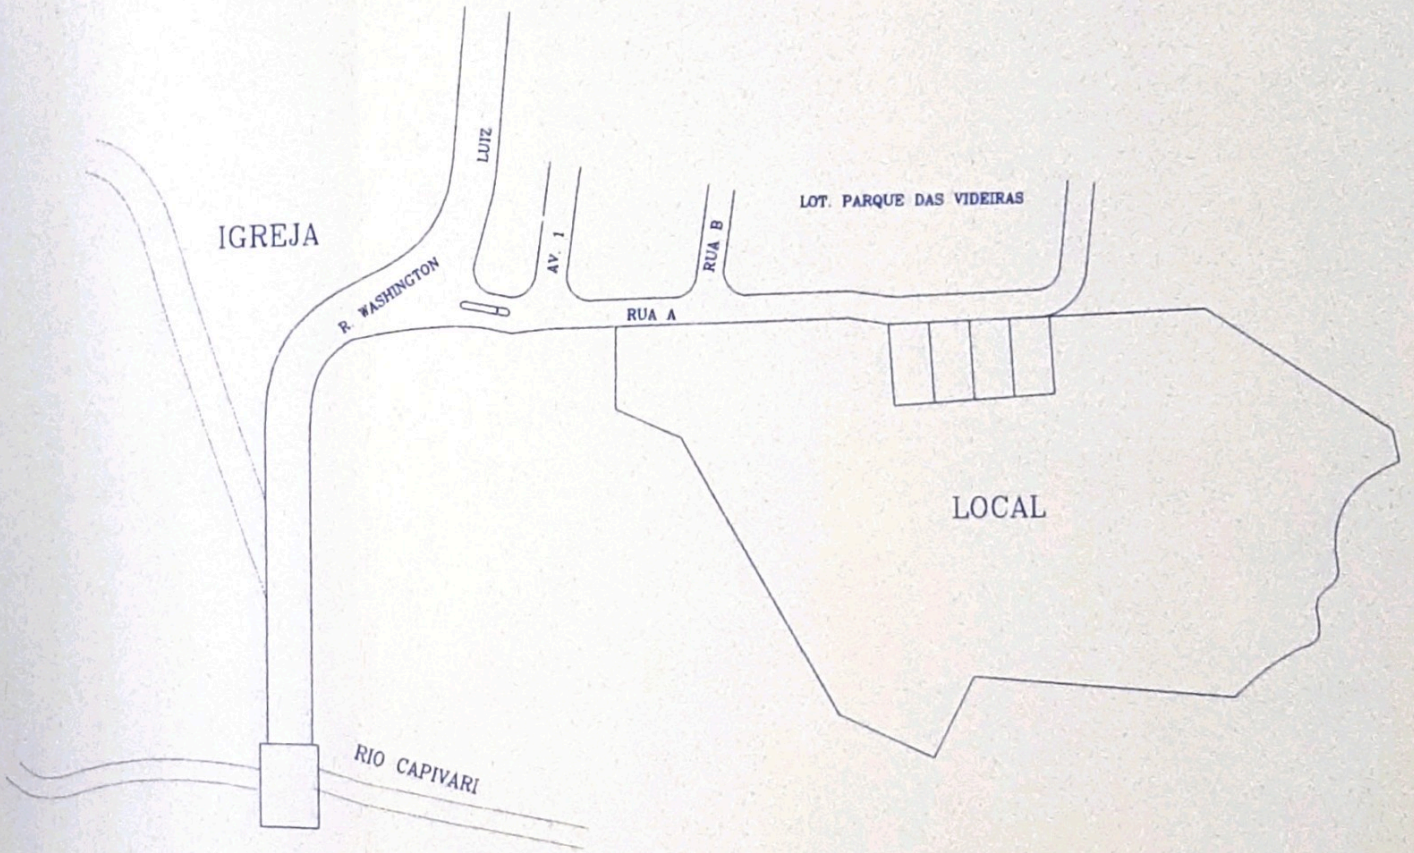 LUIZ
LOT. PARQUE DAS VIDEIRAS
IGREJA
AV. 1
RUA B
R. WASHINGTON
RUA A
LOCAL
RIO CAPIVARI